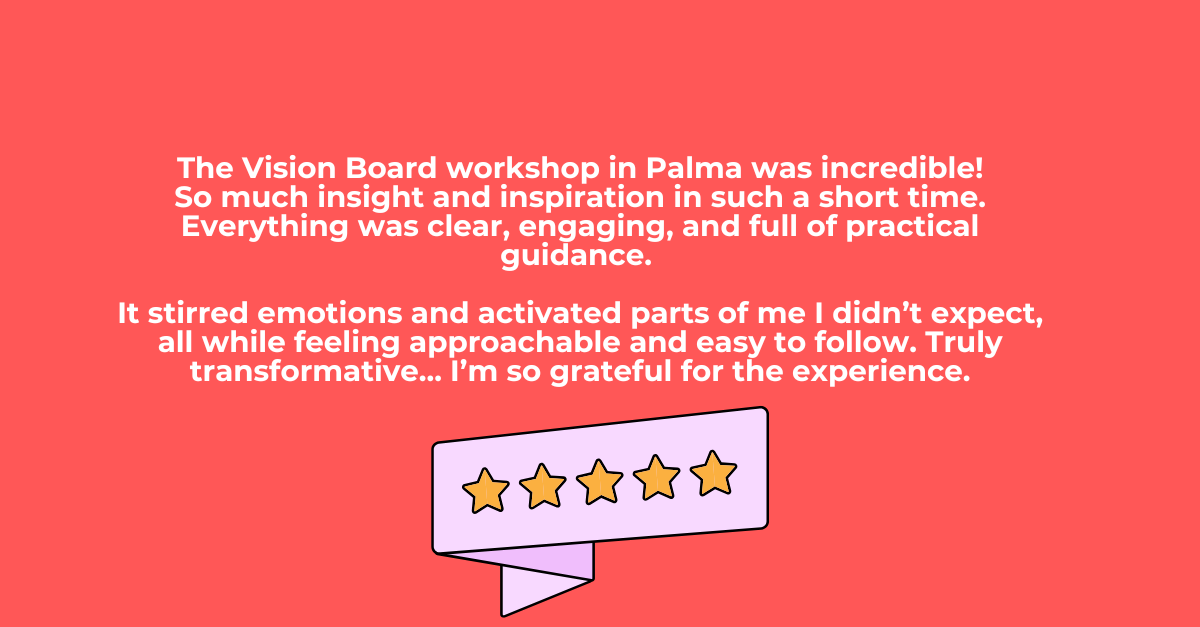 The Vision Board workshop in Palma was incredible!
So much insight and inspiration in such a short time.
Everything was clear, engaging, and full of practical
guidance.
It stirred emotions and activated parts of me I didn’t expect,
all while feeling approachable and easy to follow. Truly
transformative... I’m so grateful for the experience.